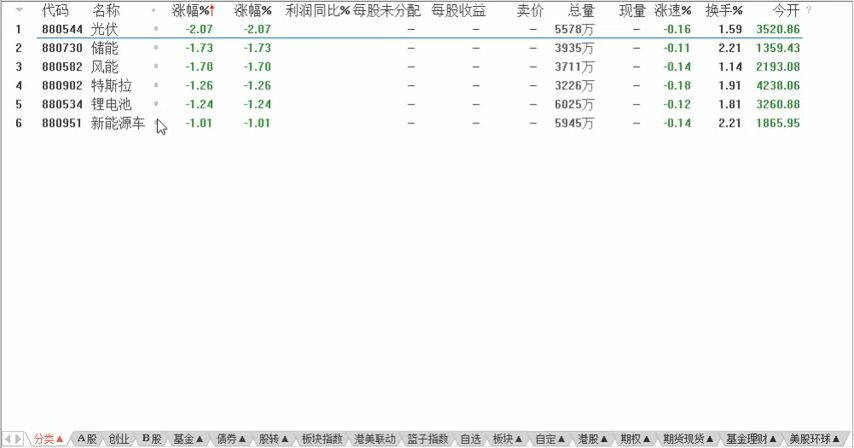 代码 名称 涨幅%↑ 涨幅% 利润同比% 每股未分配 每股收益 卖价 总量 现量 涨速% 换手% 今开 ?
1 880544 光伏 -2.07 -2.07 – – – 5578万 – -0.16 1.59 3520.86
2 880730 储能 -1.73 -1.73 – – – 3935万 – -0.11 2.21 1359.43
3 880582 风能 -1.70 -1.70 – – – 3711万 – -0.14 1.14 2193.08
4 880902 特斯拉 -1.26 -1.26 – – – 3226万 – -0.18 1.91 4238.06
5 880534 锂电池 -1.24 -1.24 – – – 6025万 – -0.12 1.81 3260.88
6 880951 新能源车 -1.01 -1.01 – – – 5945万 – -0.14 2.21 1865.95
分类▲ A股 创业 B股 基金▲ 债券▲ 股转▲ 板块指数 港美联动 篮子指数 自选 板块▲ 自定▲ 港股▲ 期权▲ 期货现货▲ 基金理财▲ 美股环球▲